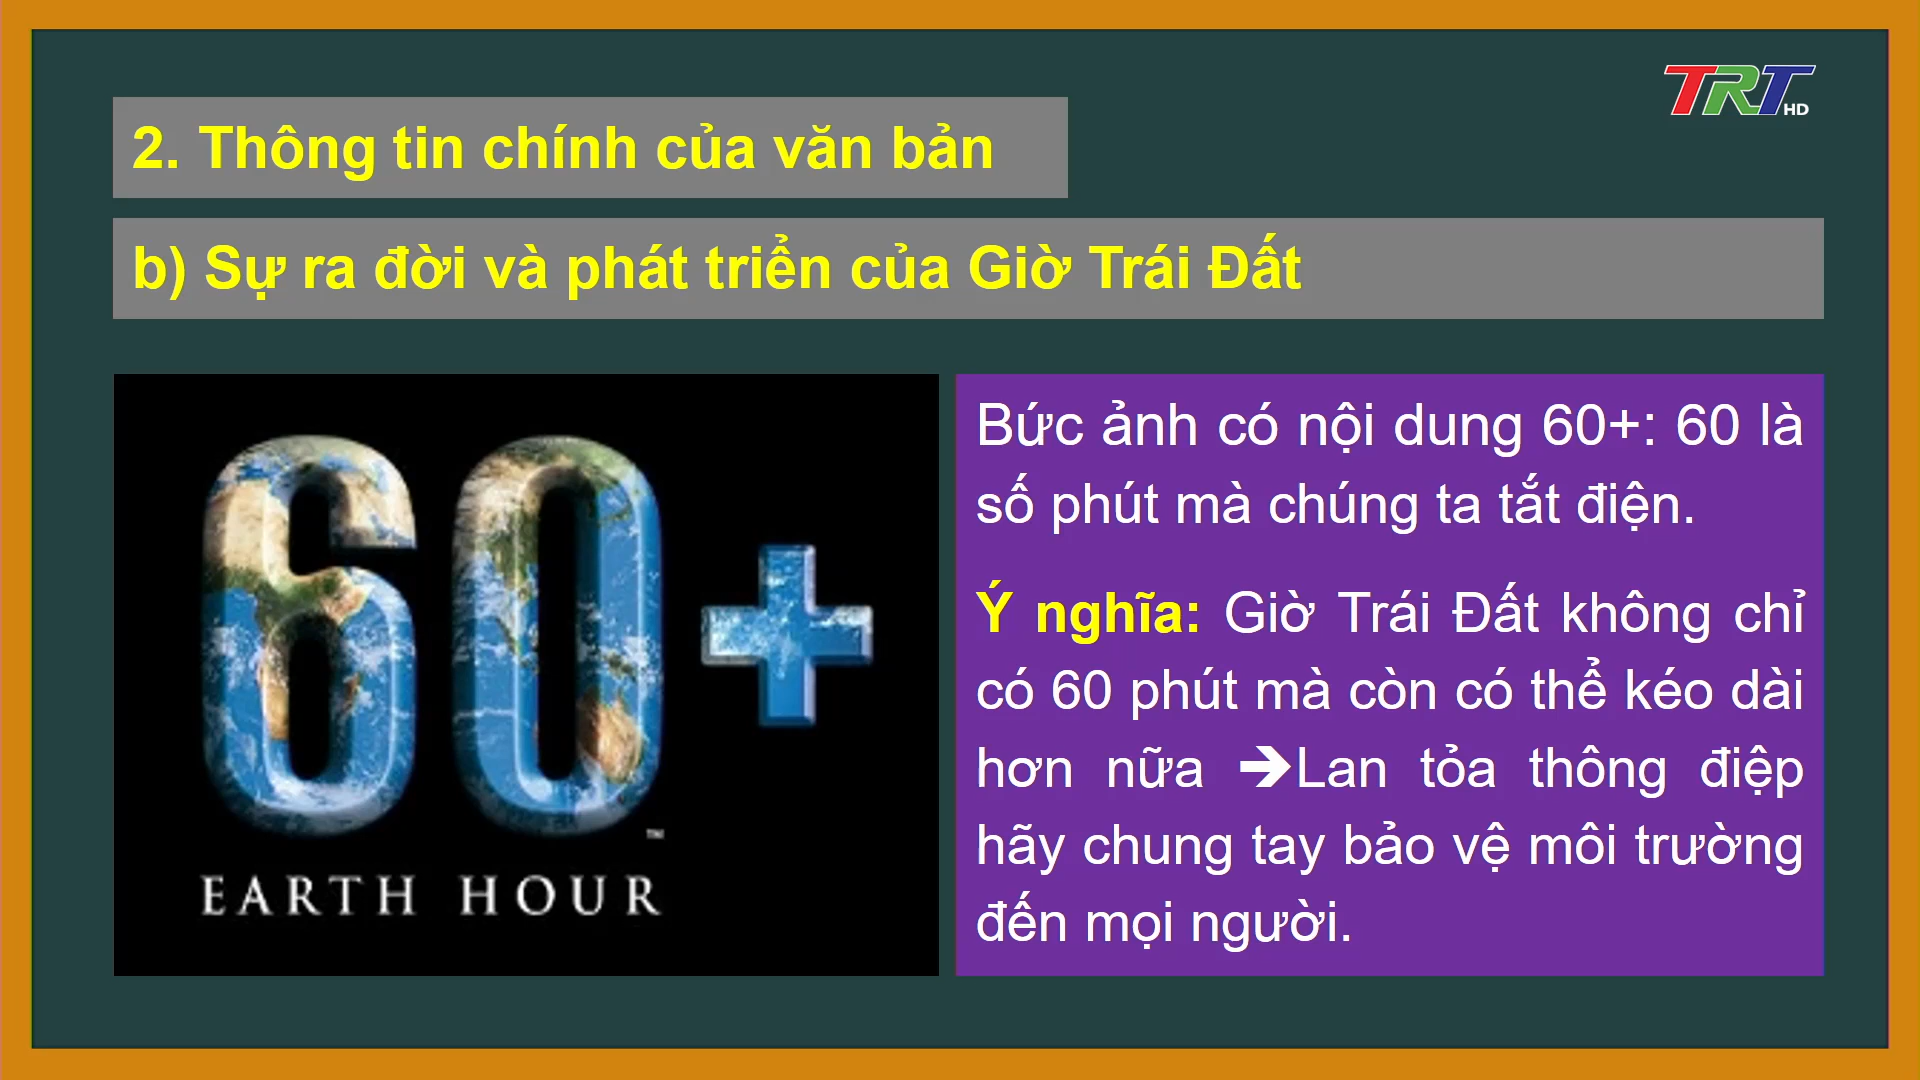 TRT HD
2. Thông tin chính của văn bản
b) Sự ra đời và phát triển của Giờ Trái Đất
60+
™
EARTH HOUR
Bức ảnh có nội dung 60+: 60 là
số phút mà chúng ta tắt điện.
Ý nghĩa: Giờ Trái Đất không chỉ
có 60 phút mà còn có thể kéo dài
hơn nữa ➔Lan tỏa thông điệp
hãy chung tay bảo vệ môi trường
đến mọi người.